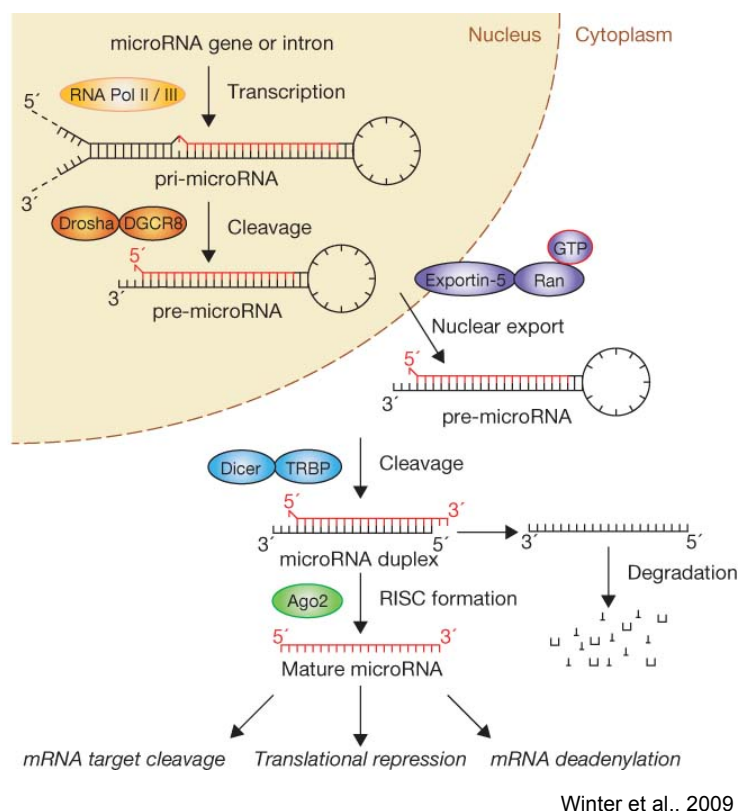 microRNA gene or intron
Nucleus
Cytoplasm
RNA Pol II / III
Transcription
5´
3´
pri-microRNA
Drosha
DGCR8
Cleavage
5´
3´
pre-microRNA
GTP
Exportin-5
Ran
Nuclear export
5´
3´
pre-microRNA
Dicer
TRBP
Cleavage
5´
3´
3´
5´
microRNA duplex
3´
5´
Degradation
Ago2
RISC formation
5´
3´
Mature microRNA
mRNA target cleavage
Translational repression
mRNA deadenylation
Winter et al., 2009